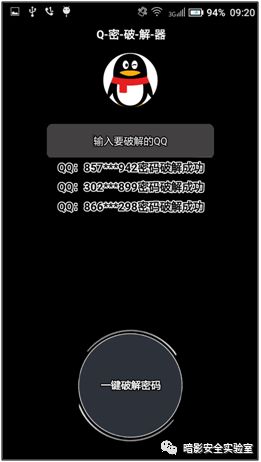 3G 94% 09:20
Q-密-破-解-器
输入要破解的QQ
QQ：857***942密码破解成功
QQ：302***899密码破解成功
QQ：866***298密码破解成功
一键破解密码
暗影安全实验室